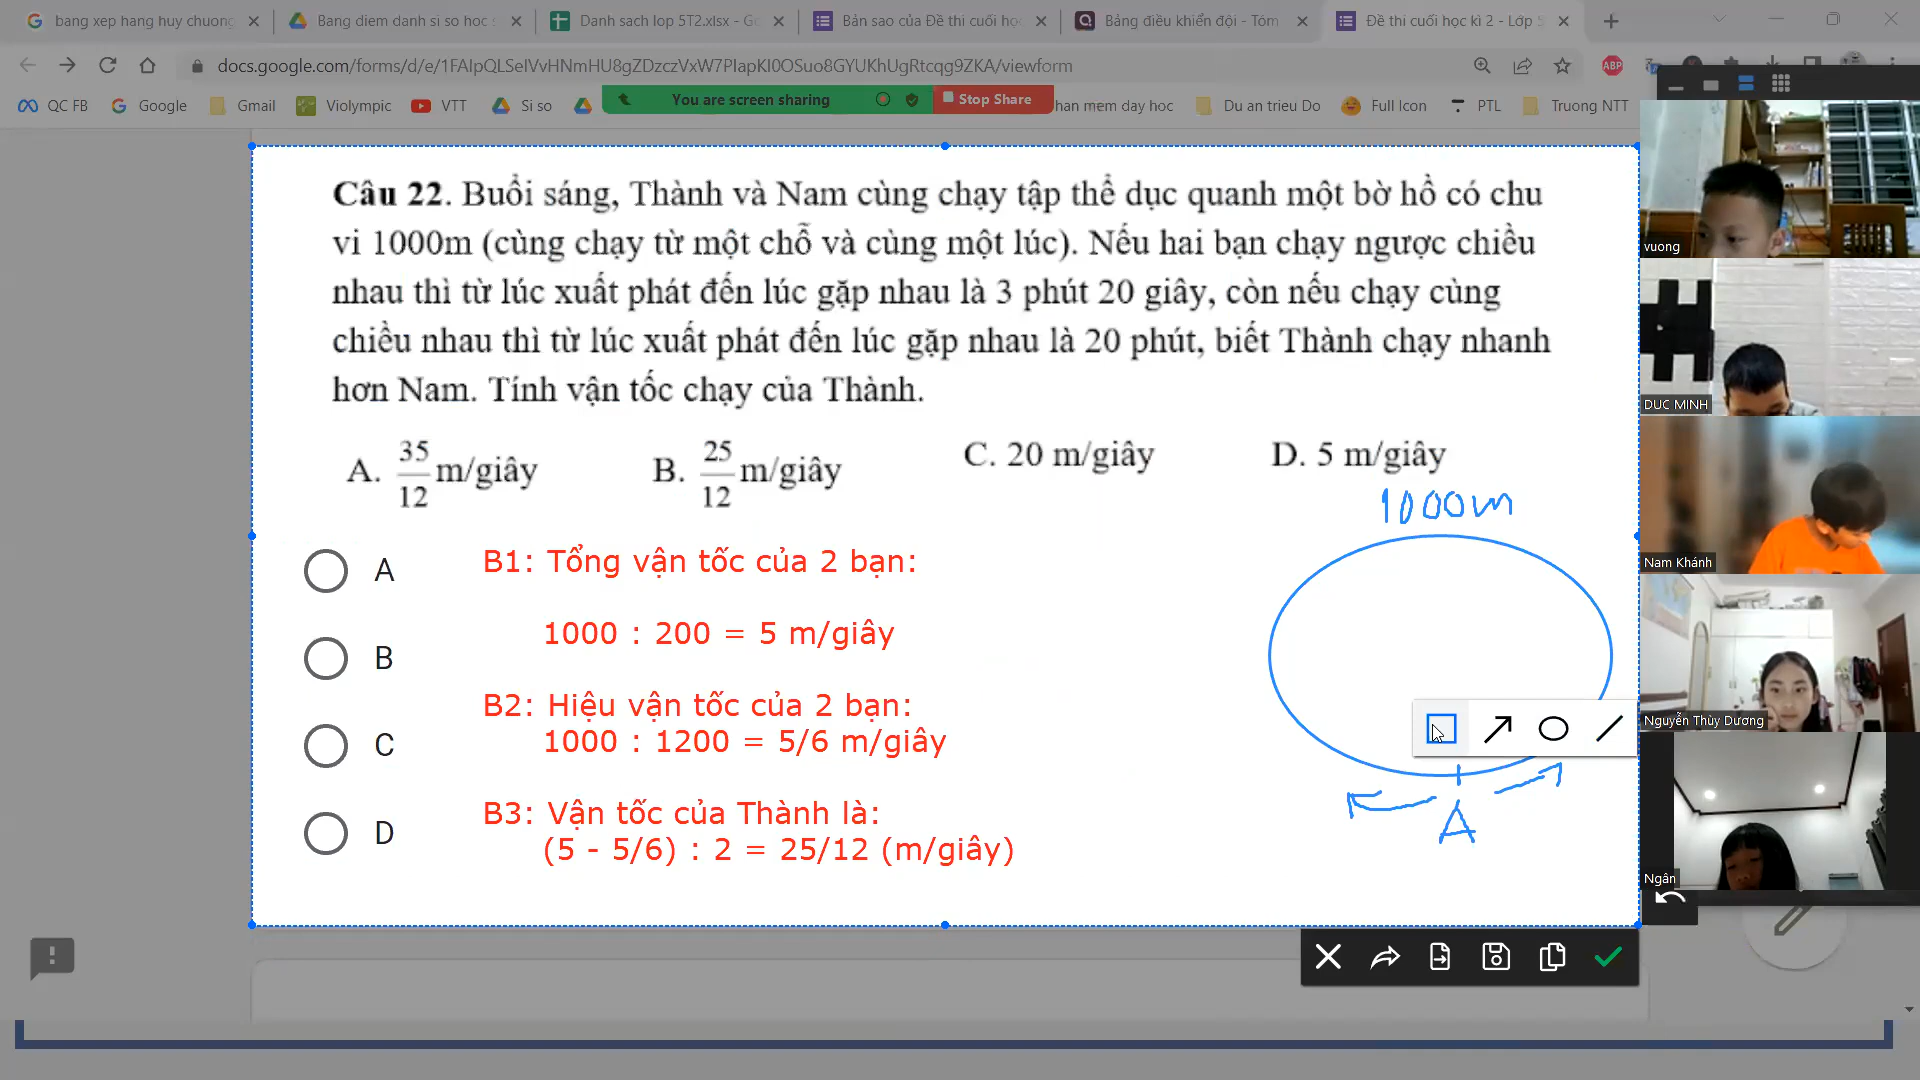 bang xep hang huy chuong
Bang diem danh si so hoc s
Danh sach lop 5T2.xlsx - Go
Bản sao của Đề thi cuối học
Bảng điều khiển đội - Tóm
Đề thi cuối học kì 2 - Lớp 5
docs.google.com/forms/d/e/1FAIpQLSelVvHNmHU8gZDzczVxW7PlapKI0OSuo8GYUKhUgRtcqg9ZKA/viewform
QC FB
Google
Gmail
Violympic
VTT
Si so
You are screen sharing
Stop Share
han mem day hoc
Du an trieu Do
Full Icon
PTL
Truong NTT
ABP
Câu 22. Buổi sáng, Thành và Nam cùng chạy tập thể dục quanh một bờ hồ có chu
vi 1000m (cùng chạy từ một chỗ và cùng một lúc). Nếu hai bạn chạy ngược chiều
nhau thì từ lúc xuất phát đến lúc gặp nhau là 3 phút 20 giây, còn nếu chạy cùng
chiều nhau thì từ lúc xuất phát đến lúc gặp nhau là 20 phút, biết Thành chạy nhanh
hơn Nam. Tính vận tốc chạy của Thành.
A. 35/12 m/giây
B. 25/12 m/giây
C. 20 m/giây
D. 5 m/giây
1000m
A
B
C
D
B1: Tổng vận tốc của 2 bạn:
1000 : 200 = 5 m/giây
B2: Hiệu vận tốc của 2 bạn:
1000 : 1200 = 5/6 m/giây
B3: Vận tốc của Thành là:
(5 - 5/6) : 2 = 25/12 (m/giây)
A
vuong
DUC MINH
Nam Khánh
Nguyễn Thùy Dương
Ngân